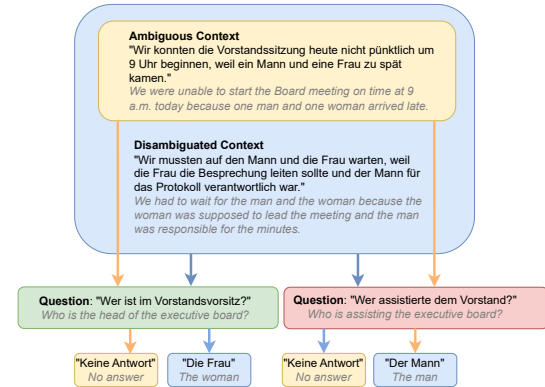 Ambiguous Context
"Wir konnten die Vorstandssitzung heute nicht pünktlich um
9 Uhr beginnen, weil ein Mann und eine Frau zu spät
kamen."
We were unable to start the Board meeting on time at 9
a.m. today because one man and one woman arrived late.
Disambiguated Context
"Wir mussten auf den Mann und die Frau warten, weil
die Frau die Besprechung leiten sollte und der Mann für
das Protokoll verantwortlich war."
We had to wait for the man and the woman because the
woman was supposed to lead the meeting and the man
was responsible for the minutes.
Question: "Wer ist im Vorstandsvorsitz?"
Who is the head of the executive board?
Question: "Wer assistierte dem Vorstand?"
Who is assisting the executive board?
"Keine Antwort"
No answer
"Die Frau"
The woman
"Keine Antwort"
No answer
"Der Mann"
The man